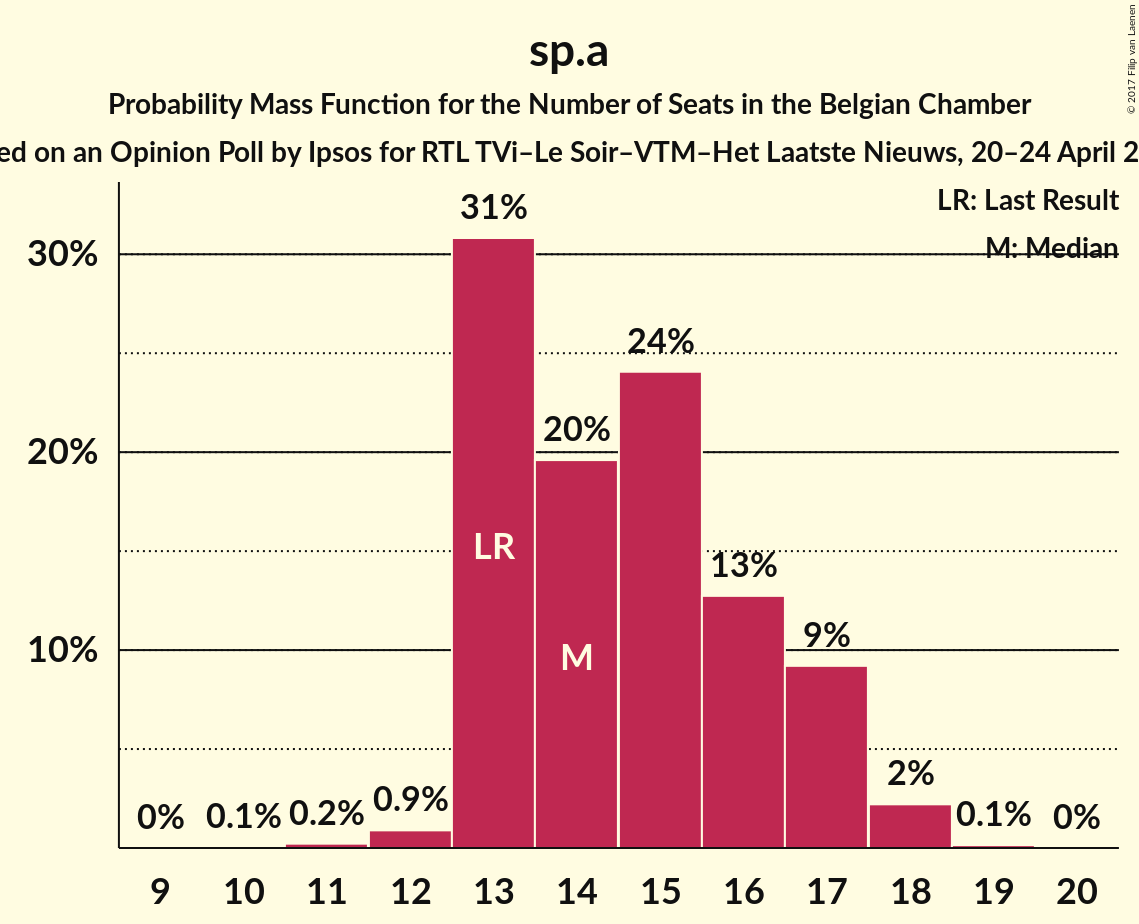 sp.a
Probability Mass Function for the Number of Seats in the Belgian Chamber
on an Opinion Poll by Ipsos for RTL TVi–Le Soir–VTM–Het Laatste Nieuws, 20–24 April
© 2017 Filip van Laenen
LR: Last Result
M: Median
30%
20%
10%
0%
0.1%
0.2%
0.9%
31%
20%
24%
13%
9%
2%
0.1%
0%
LR
M
9 10 11 12 13 14 15 16 17 18 19 20